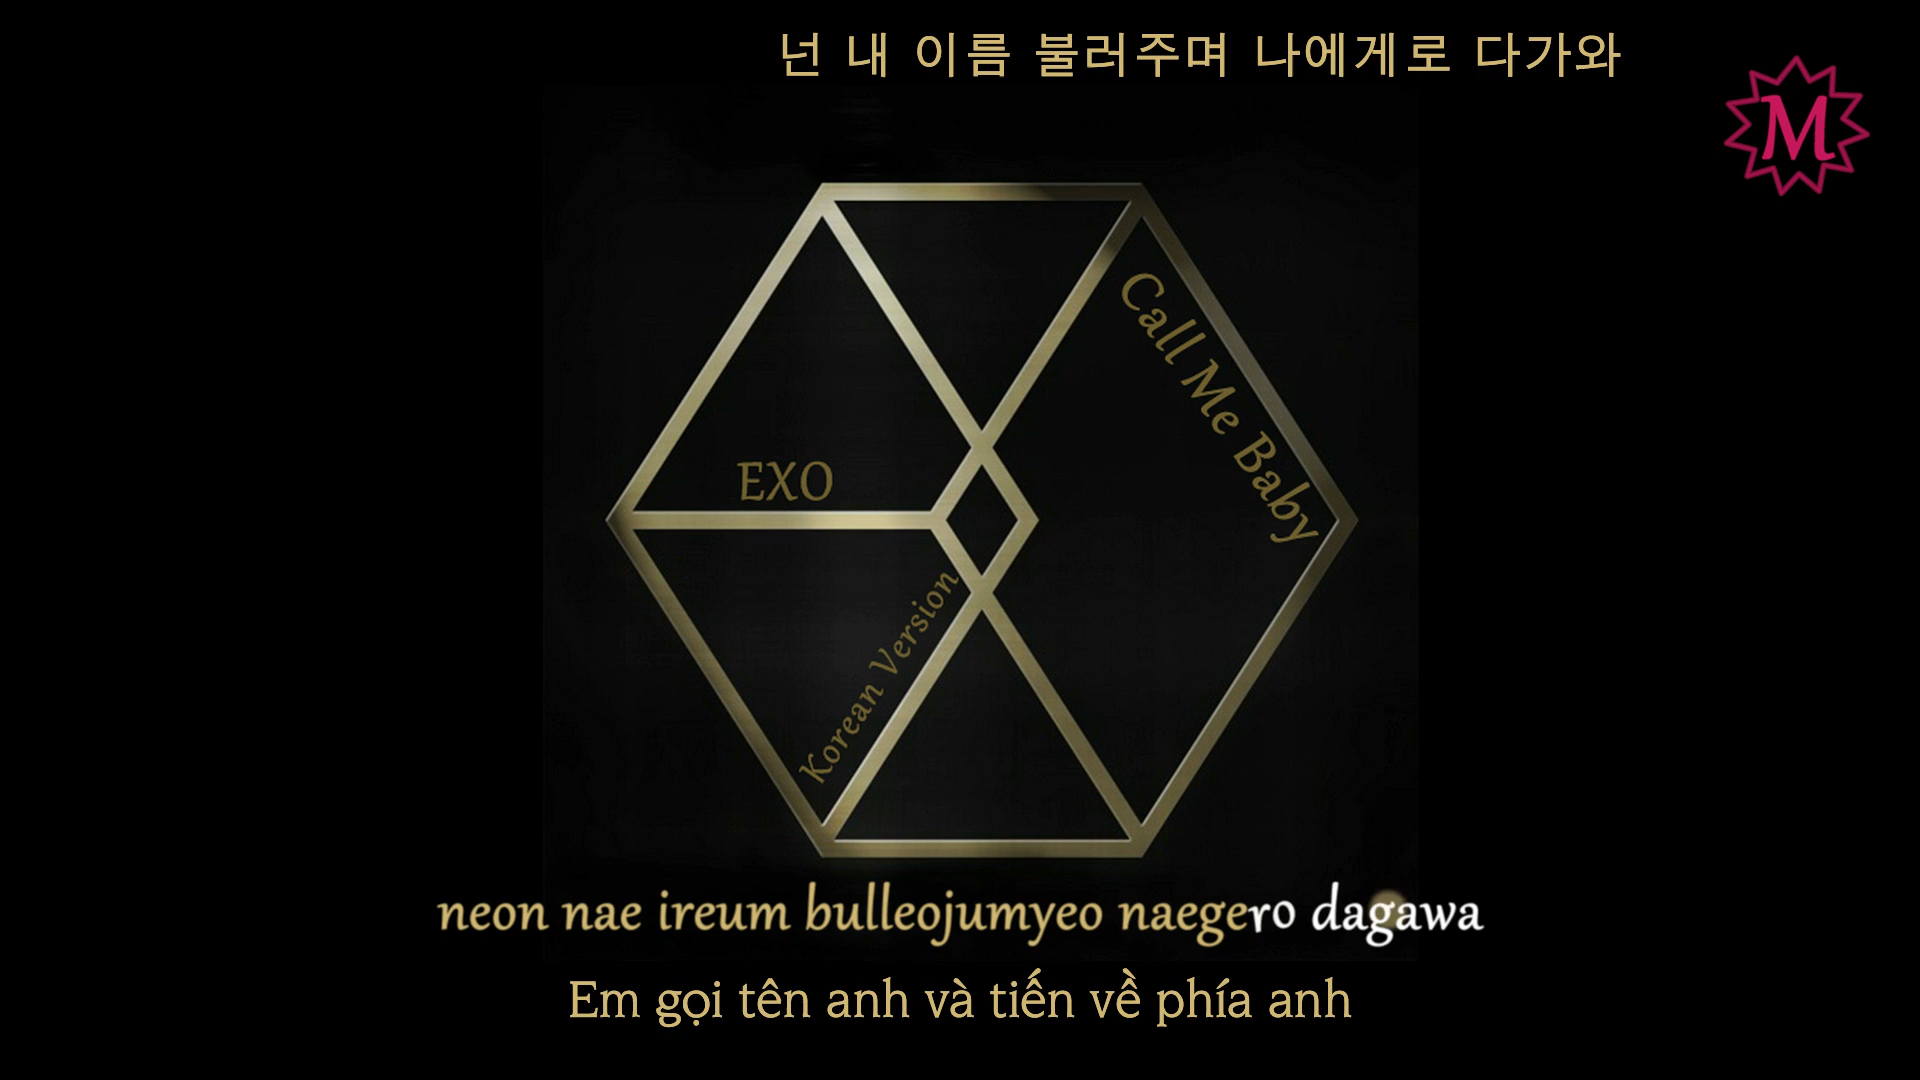 넌 내 이름 불러주며 나에게로 다가와
M
Call Me Baby
EXO
Korean Version
neon nae ireum bulleojumyeo naegero dagawa
Em gọi tên anh và tiến về phía anh